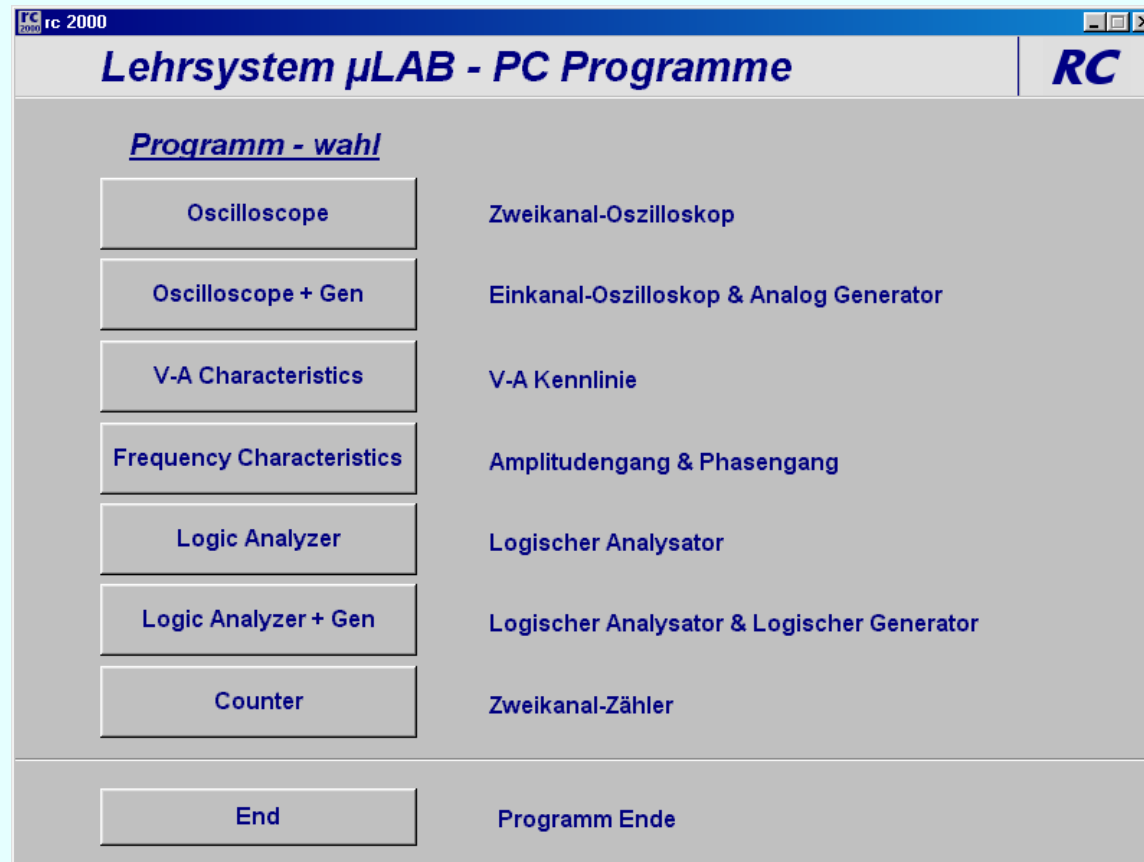 rc 2000 rc 2000
Lehrsystem µLAB - PC Programme RC
Programm - wahl
Oscilloscope Zweikanal-Oszilloskop
Oscilloscope + Gen Einkanal-Oszilloskop & Analog Generator
V-A Characteristics V-A Kennlinie
Frequency Characteristics Amplitudengang & Phasengang
Logic Analyzer Logischer Analysator
Logic Analyzer + Gen Logischer Analysator & Logischer Generator
Counter Zweikanal-Zähler
End Programm Ende